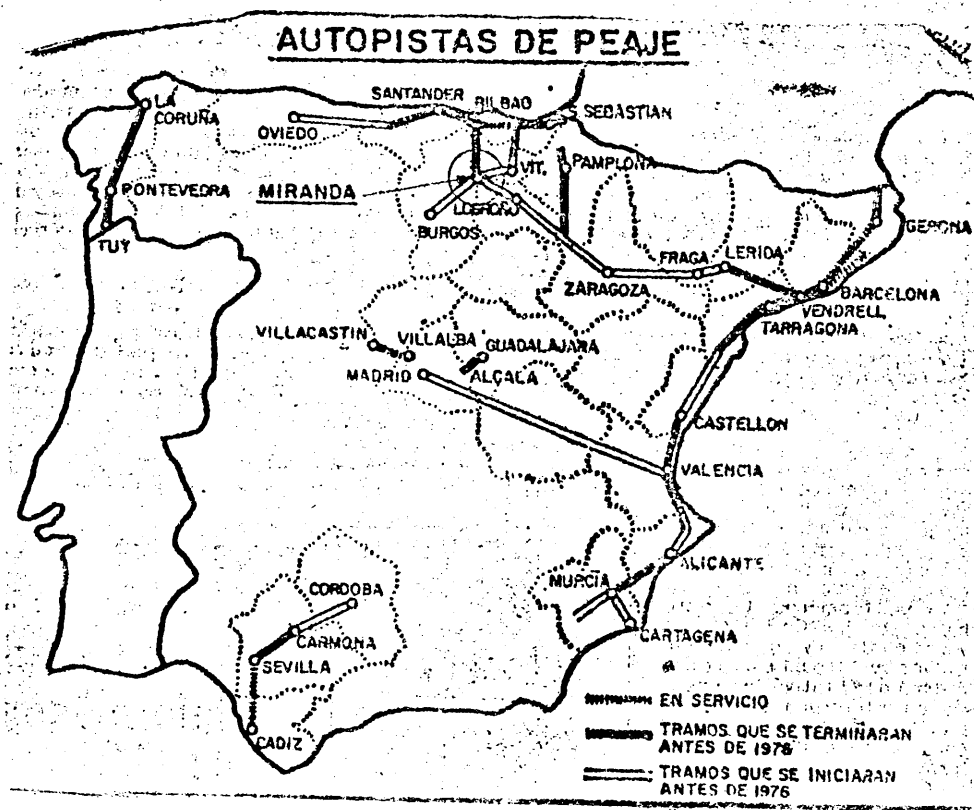 AUTOPISTAS DE PEAJE
SANTANDER
BILBAO
SEBASTIAN
LA
CORUÑA
OVIEDO
PAMPLONA
VIT.
PONTEVEDRA
MIRANDA
LOGROÑO
BURGOS
GERONA
TUY
FRAGA
LERIDA
ZARAGOZA
BARCELONA
VENDRELL
TARRAGONA
VILLACASTIN
VILLALBA
GUADALAJARA
MADRID
ALCALA
CASTELLON
VALENCIA
ALICANTE
MURCIA
CORDOBA
CARMONA
CARTAGENA
SEVILLA
CADIZ
EN SERVICIO
TRAMOS QUE SE TERMIÑARAN
ANTES DE 1976
TRAMOS QUE SE INICIARAN
ANTES DE 1976